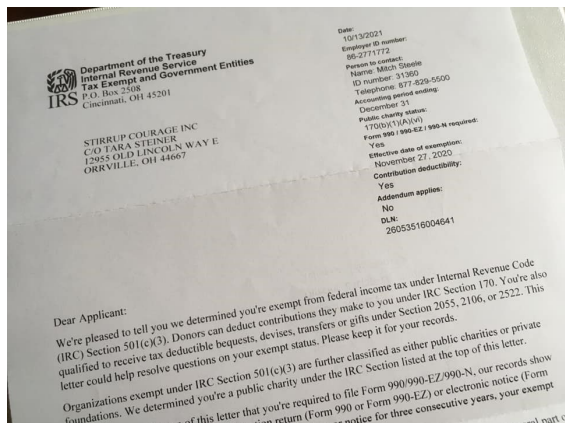 IRS
Department of the Treasury
Internal Revenue Service
Tax Exempt and Government Entities
P.O. Box 2508
Cincinnati, OH 45201
STIRRUP COURAGE INC
C/O TARA STEINER
12955 OLD LINCOLN WAY E
ORRVILLE, OH 44667
Date:
10/13/2021
Employer ID number:
86-2771772
Person to contact:
Name: Mitch Steele
ID number: 31360
Telephone: 877-829-5500
Accounting period ending:
December 31
Public charity status:
170(b)(1)(A)(vi)
Form 990 / 990-EZ / 990-N required:
Yes
Effective date of exemption:
November 27, 2020
Contribution deductibility:
Yes
Addendum applies:
No
DLN:
26053516004641
Dear Applicant:
We're pleased to tell you we determined you're exempt from federal income tax under Internal Revenue Code
(IRC) Section 501(c)(3). Donors can deduct contributions they make to you under IRC Section 170. You're also
qualified to receive tax deductible bequests, devises, transfers or gifts under Section 2055, 2106, or 2522. This
letter could help resolve questions on your exempt status. Please keep it for your records.
Organizations exempt under IRC Section 501(c)(3) are further classified as either public charities or private
foundations. We determined you're a public charity under the IRC Section listed at the top of this letter.
of this letter that you're required to file Form 990/990-EZ/990-N, our records show
return (Form 990 or Form 990-EZ) or electronic notice (Form
notice for three consecutive years, your exempt